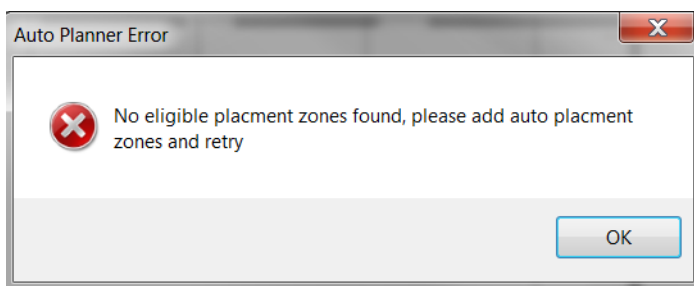 Auto Planner Error
No eligible placment zones found, please add auto placment
zones and retry
OK